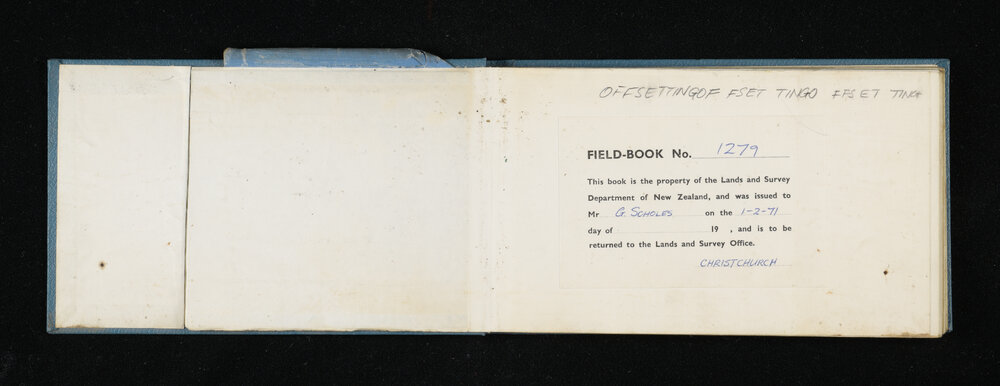 OFFSETTINGOF FSET TINGO FFSET TING
FIELD-BOOK No. 1279
This book is the property of the Lands and Survey
Department of New Zealand, and was issued to
Mr G. SCHOLES on the 1-2-71
day of 19 , and is to be
returned to the Lands and Survey Office.
CHRISTCHURCH